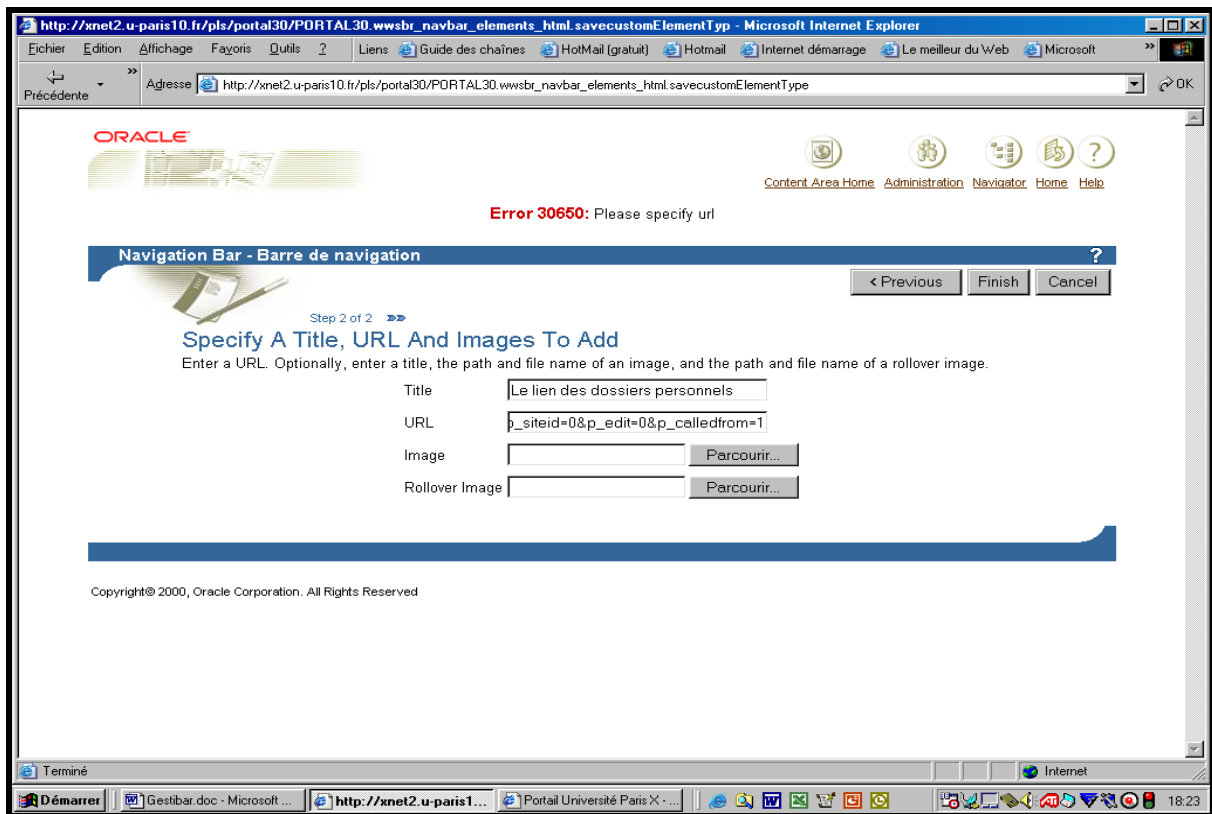 http://xnet2.u-paris10.fr/pls/portal30/PORTAL30.wwsbr_navbar_elements_html.savecustomElementTyp - Microsoft Internet Explorer
Fichier Edition Affichage Favoris Outils ? Liens Guide des chaînes HotMail (gratuit) Hotmail Internet démarrage Le meilleur du Web Microsoft »
Précédente » Adresse http://xnet2.u-paris10.fr/pls/portal30/PORTAL30.wwsbr_navbar_elements_html.savecustomElementType OK
ORACLE
Content Area Home Administration Navigator Home Help
Error 30650: Please specify url
Navigation Bar - Barre de navigation ?
< Previous Finish Cancel
Step 2 of 2
Specify A Title, URL And Images To Add
Enter a URL. Optionally, enter a title, the path and file name of an image, and the path and file name of a rollover image.
Title Le lien des dossiers personnels
URL p_siteid=0&p_edit=0&p_calledfrom=1
Image Parcourir...
Rollover Image Parcourir...
Copyright© 2000, Oracle Corporation. All Rights Reserved
Terminé Internet
Démarrer Gestibar.doc - Microsoft ... http://xnet2.u-paris1... Portail Université Paris X - ... 18:23